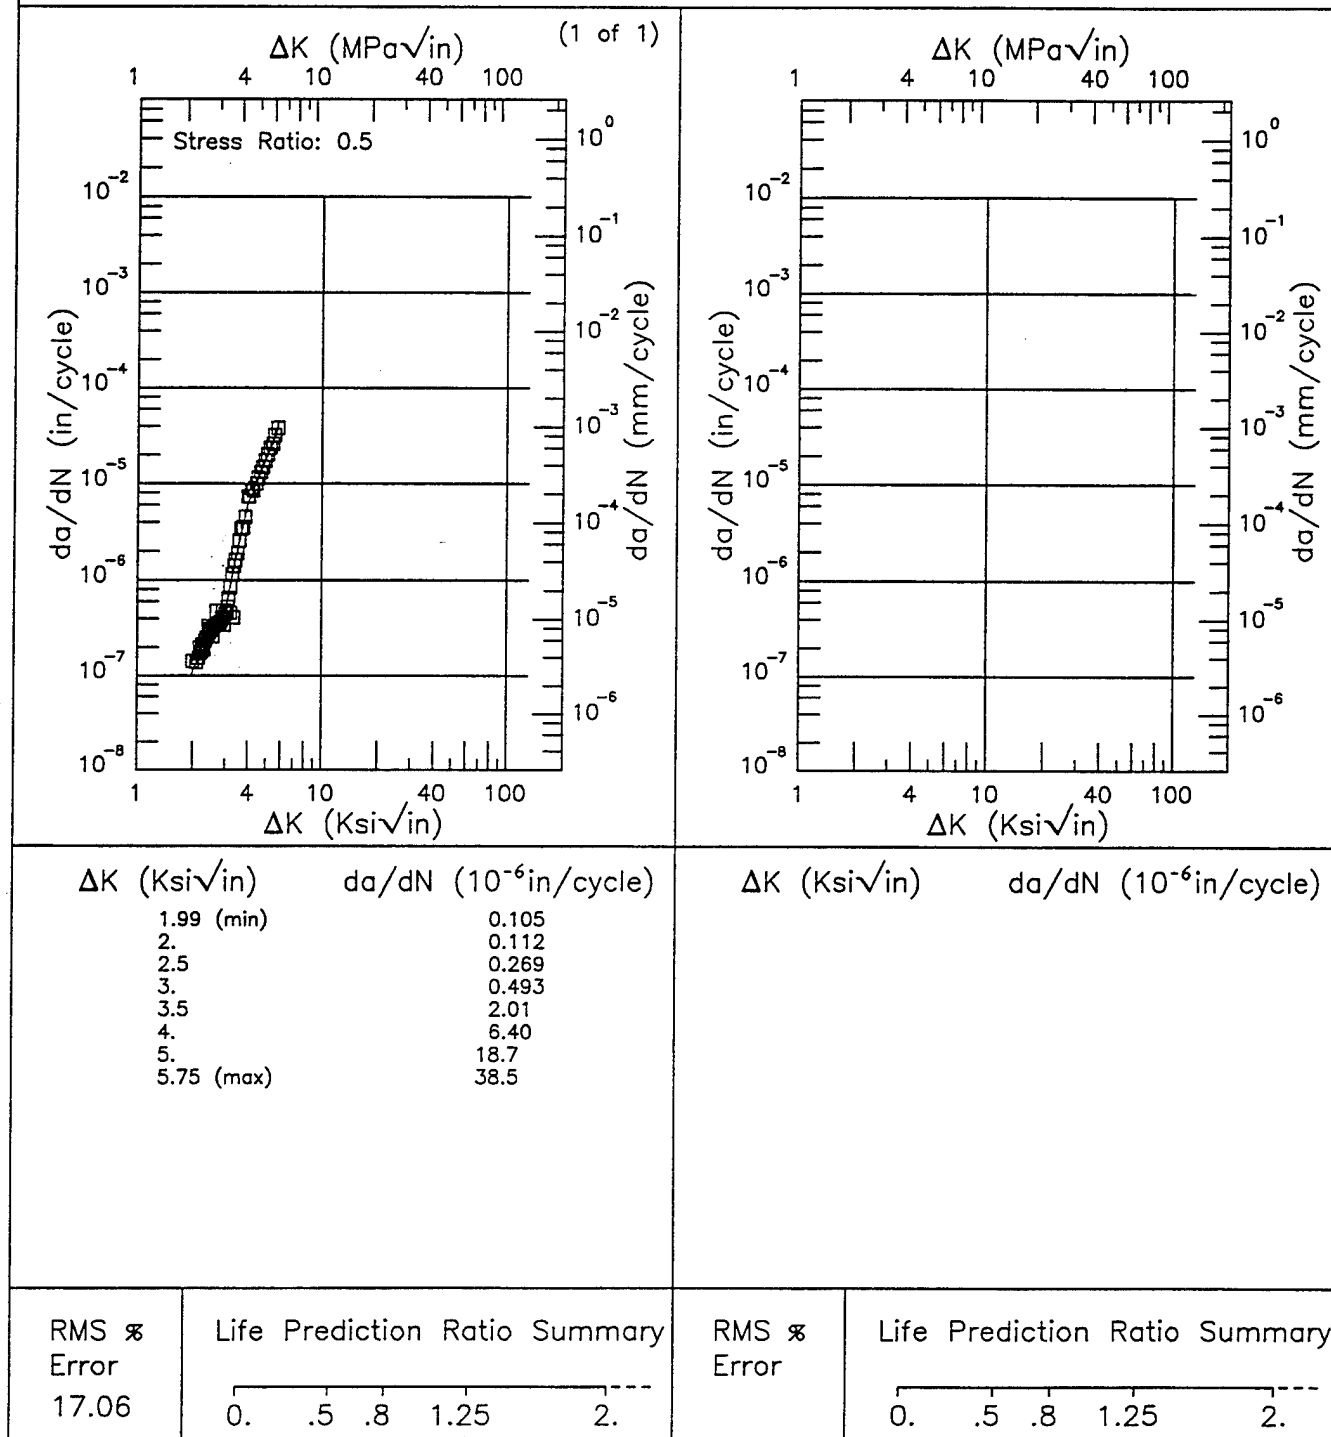 (1 of 1)
ΔK (MPa√in)
1 4 10 40 100
Stress Ratio: 0.5
da/dN (in/cycle)
10⁻²
10⁻³
10⁻⁴
10⁻⁵
10⁻⁶
10⁻⁷
10⁻⁸
10⁰
10⁻¹
10⁻²
10⁻³
10⁻⁴
10⁻⁵
10⁻⁶
da/dN (mm/cycle)
1 4 10 40 100
ΔK (Ksi√in)
ΔK (MPa√in)
1 4 10 40 100
da/dN (in/cycle)
10⁻²
10⁻³
10⁻⁴
10⁻⁵
10⁻⁶
10⁻⁷
10⁻⁸
10⁰
10⁻¹
10⁻²
10⁻³
10⁻⁴
10⁻⁵
10⁻⁶
da/dN (mm/cycle)
1 4 10 40 100
ΔK (Ksi√in)
ΔK (Ksi√in) da/dN (10⁻⁶in/cycle)
1.99 (min) 0.105
2. 0.112
2.5 0.269
3. 0.493
3.5 2.01
4. 6.40
5. 18.7
5.75 (max) 38.5
ΔK (Ksi√in) da/dN (10⁻⁶in/cycle)
RMS %
Error
17.06
Life Prediction Ratio Summary
0. .5 .8 1.25 2.
RMS %
Error
Life Prediction Ratio Summary
0. .5 .8 1.25 2.